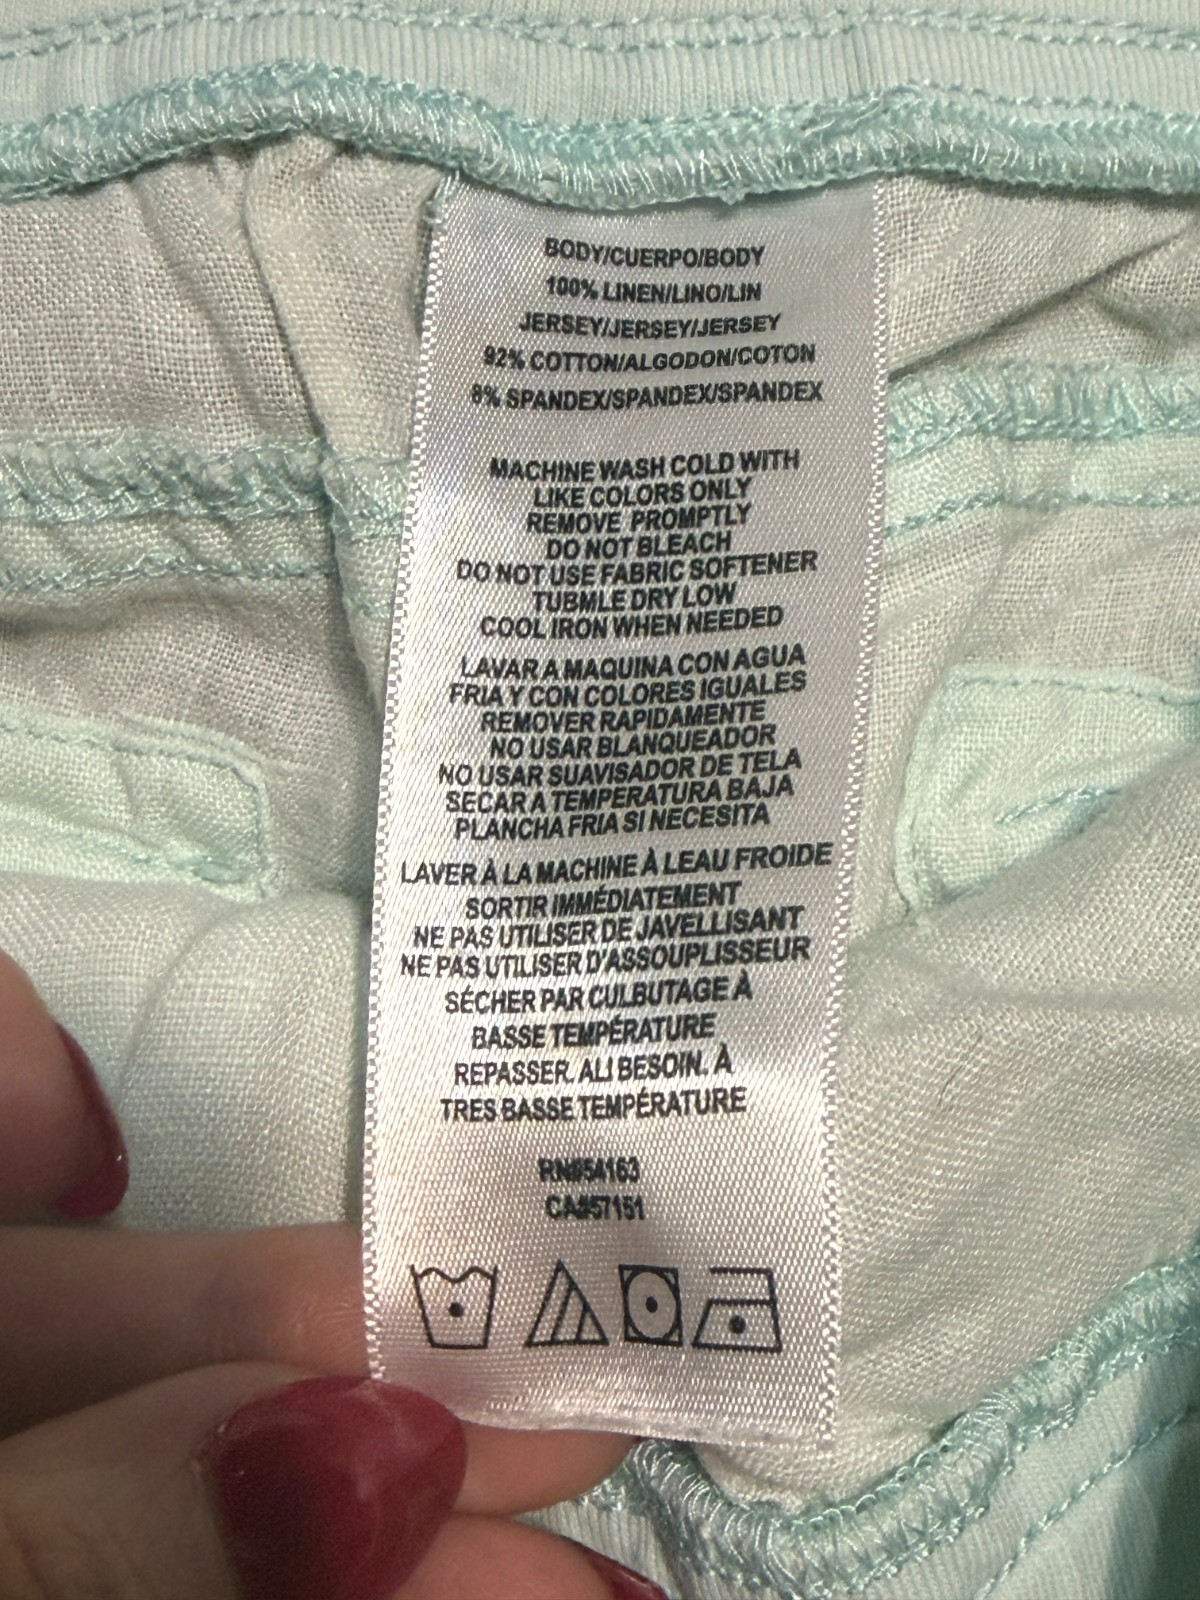 BODY/CUERPO/BODY
100% LINEN/LINO/LIN
JERSEY/JERSEY/JERSEY
92% COTTON/ALGODON/COTON
8% SPANDEX/SPANDEX/SPANDEX
MACHINE WASH COLD WITH
LIKE COLORS ONLY
REMOVE PROMPTLY
DO NOT BLEACH
DO NOT USE FABRIC SOFTENER
TUBMLE DRY LOW
COOL IRON WHEN NEEDED
LAVAR A MAQUINA CON AGUA
FRIA Y CON COLORES IGUALES
REMOVER RAPIDAMENTE
NO USAR BLANQUEADOR
NO USAR SUAVISADOR DE TELA
SECAR A TEMPERATURA BAJA
PLANCHA FRIA SI NECESITA
LAVER À LA MACHINE À LEAU FROIDE
SORTIR IMMÉDIATEMENT
NE PAS UTILISER DE JAVELLISANT
NE PAS UTILISER D'ASSOUPLISSEUR
SÉCHER PAR CULBUTAGE À
BASSE TEMPÉRATURE
REPASSER. ALI BESOIN. À
TRES BASSE TEMPÉRATURE
RN#54163
CA#57151